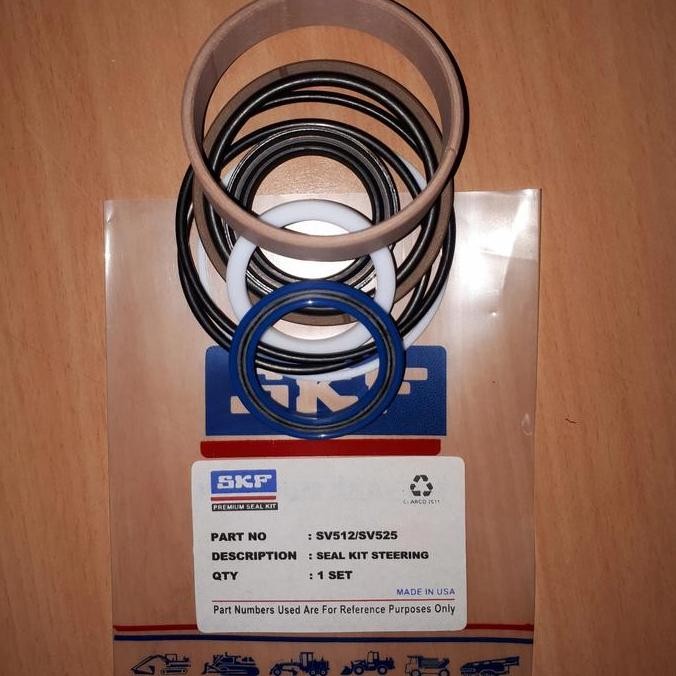 SKF
SKF
PREMIUM SEAL KIT
PART NO : SV512/SV525
DESCRIPTION : SEAL KIT STEERING
QTY : 1 SET
MADE IN USA
Part Numbers Used Are For Reference Purposes Only